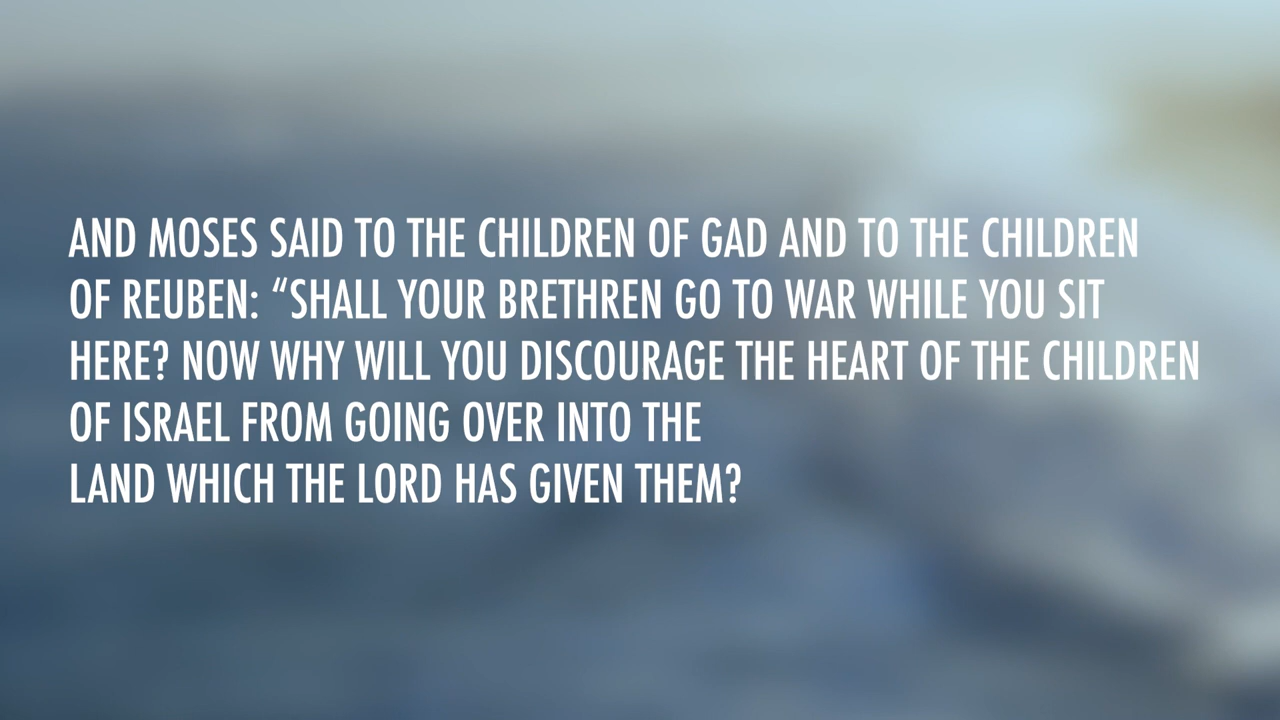 AND MOSES SAID TO THE CHILDREN OF GAD AND TO THE CHILDREN
OF REUBEN: “SHALL YOUR BRETHREN GO TO WAR WHILE YOU SIT
HERE? NOW WHY WILL YOU DISCOURAGE THE HEART OF THE CHILDREN
OF ISRAEL FROM GOING OVER INTO THE
LAND WHICH THE LORD HAS GIVEN THEM?